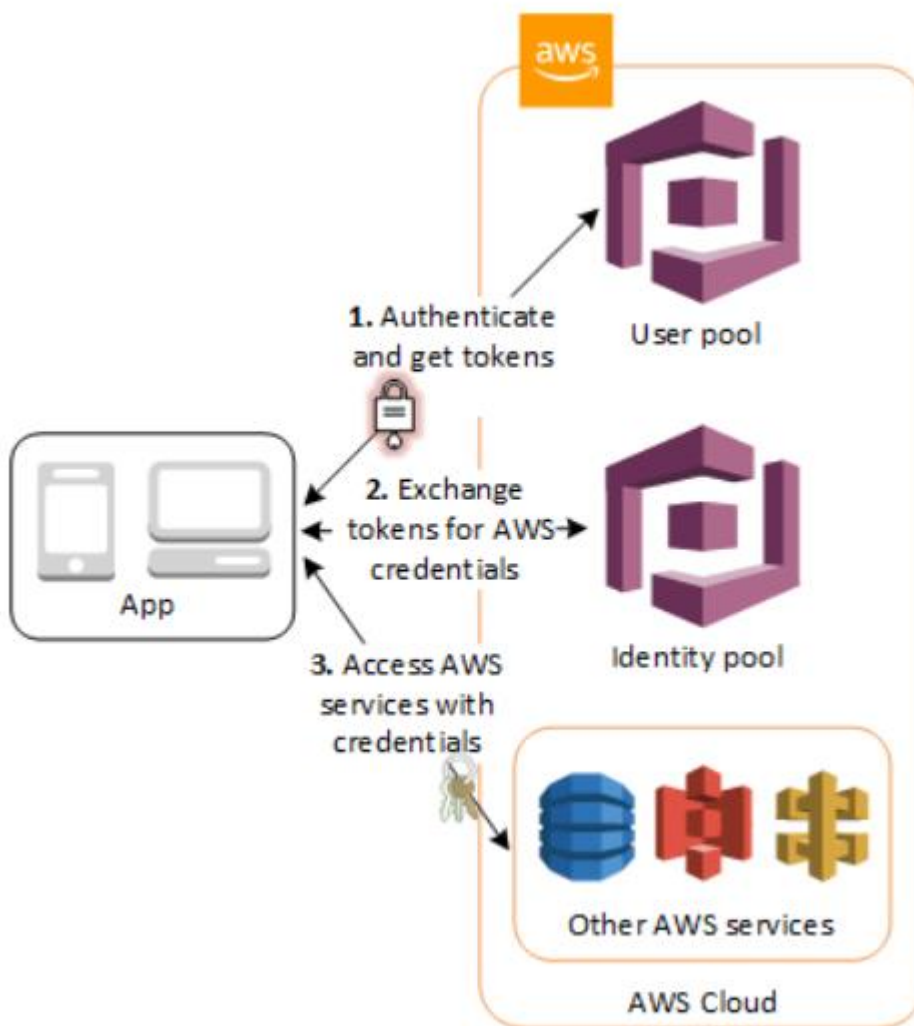 aws
1. Authenticate
and get tokens
User pool
2. Exchange
tokens for AWS
credentials
App
Identity pool
3. Access AWS
services with
credentials
Other AWS services
AWS Cloud